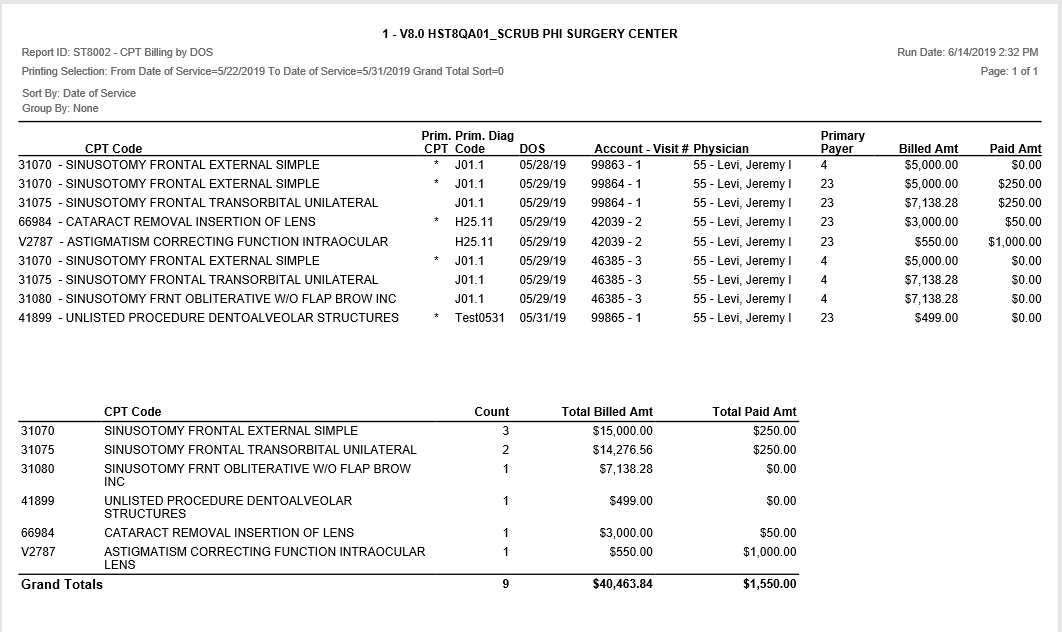 1 - V8.0 HST8QA01_SCRUB PHI SURGERY CENTER
Report ID: ST8002 - CPT Billing by DOS Run Date: 6/14/2019 2:32 PM
Printing Selection: From Date of Service=5/22/2019 To Date of Service=5/31/2019 Grand Total Sort=0 Page: 1 of 1
Sort By: Date of Service
Group By: None
Prim. Prim. Diag Primary
CPT Code CPT Code DOS Account - Visit # Physician Payer Billed Amt Paid Amt
31070 - SINUSOTOMY FRONTAL EXTERNAL SIMPLE * J01.1 05/28/19 99863 - 1 55 - Levi, Jeremy I 4 $5,000.00 $0.00
31070 - SINUSOTOMY FRONTAL EXTERNAL SIMPLE * J01.1 05/29/19 99864 - 1 55 - Levi, Jeremy I 23 $5,000.00 $250.00
31075 - SINUSOTOMY FRONTAL TRANSORBITAL UNILATERAL J01.1 05/29/19 99864 - 1 55 - Levi, Jeremy I 23 $7,138.28 $250.00
66984 - CATARACT REMOVAL INSERTION OF LENS * H25.11 05/29/19 42039 - 2 55 - Levi, Jeremy I 23 $3,000.00 $50.00
V2787 - ASTIGMATISM CORRECTING FUNCTION INTRAOCULAR H25.11 05/29/19 42039 - 2 55 - Levi, Jeremy I 23 $550.00 $1,000.00
31070 - SINUSOTOMY FRONTAL EXTERNAL SIMPLE * J01.1 05/29/19 46385 - 3 55 - Levi, Jeremy I 4 $5,000.00 $0.00
31075 - SINUSOTOMY FRONTAL TRANSORBITAL UNILATERAL J01.1 05/29/19 46385 - 3 55 - Levi, Jeremy I 4 $7,138.28 $0.00
31080 - SINUSOTOMY FRNT OBLITERATIVE W/O FLAP BROW INC J01.1 05/29/19 46385 - 3 55 - Levi, Jeremy I 4 $7,138.28 $0.00
41899 - UNLISTED PROCEDURE DENTOALVEOLAR STRUCTURES * Test0531 05/31/19 99865 - 1 55 - Levi, Jeremy I 23 $499.00 $0.00
CPT Code Count Total Billed Amt Total Paid Amt
31070 SINUSOTOMY FRONTAL EXTERNAL SIMPLE 3 $15,000.00 $250.00
31075 SINUSOTOMY FRONTAL TRANSORBITAL UNILATERAL 2 $14,276.56 $250.00
31080 SINUSOTOMY FRNT OBLITERATIVE W/O FLAP BROW 1 $7,138.28 $0.00
INC
41899 UNLISTED PROCEDURE DENTOALVEOLAR 1 $499.00 $0.00
STRUCTURES
66984 CATARACT REMOVAL INSERTION OF LENS 1 $3,000.00 $50.00
V2787 ASTIGMATISM CORRECTING FUNCTION INTRAOCULAR 1 $550.00 $1,000.00
LENS
Grand Totals 9 $40,463.84 $1,550.00